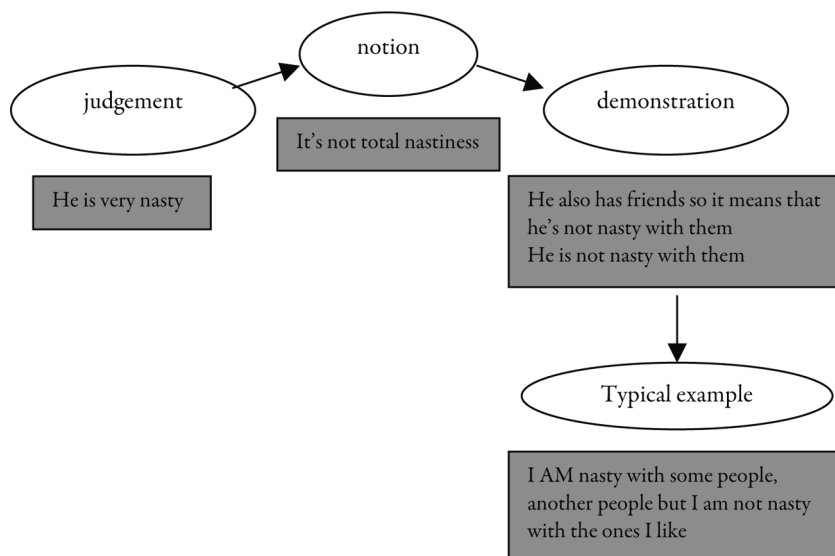 notion
judgement
demonstration
It's not total nastiness
He is very nasty
He also has friends so it means that
he's not nasty with them
He is not nasty with them
Typical example
I AM nasty with some people,
another people but I am not nasty
with the ones I like